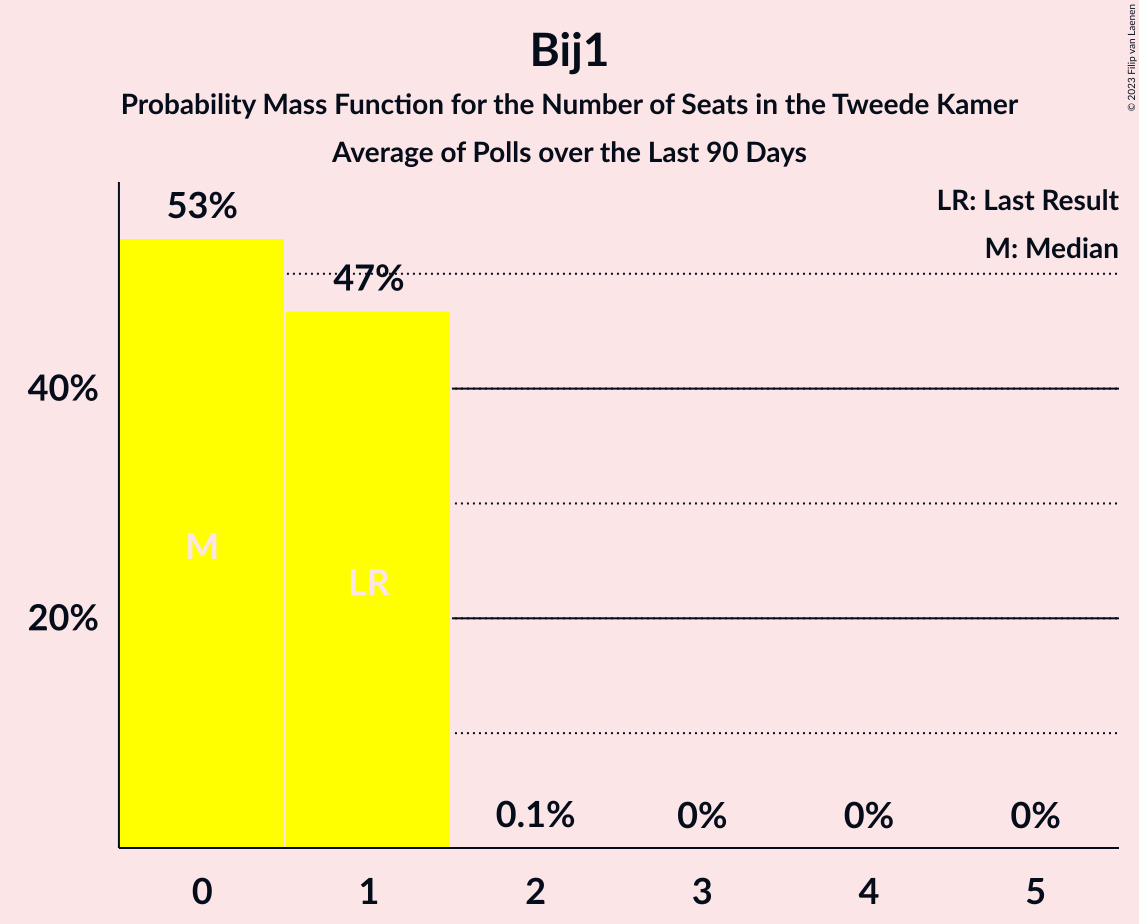 Bij1
Probability Mass Function for the Number of Seats in the Tweede Kamer
Average of Polls over the Last 90 Days
© 2023 Filip van Laenen
LR: Last Result
M: Median
53%
47%
40%
20%
M
LR
0.1%
0%
0%
0%
0
1
2
3
4
5